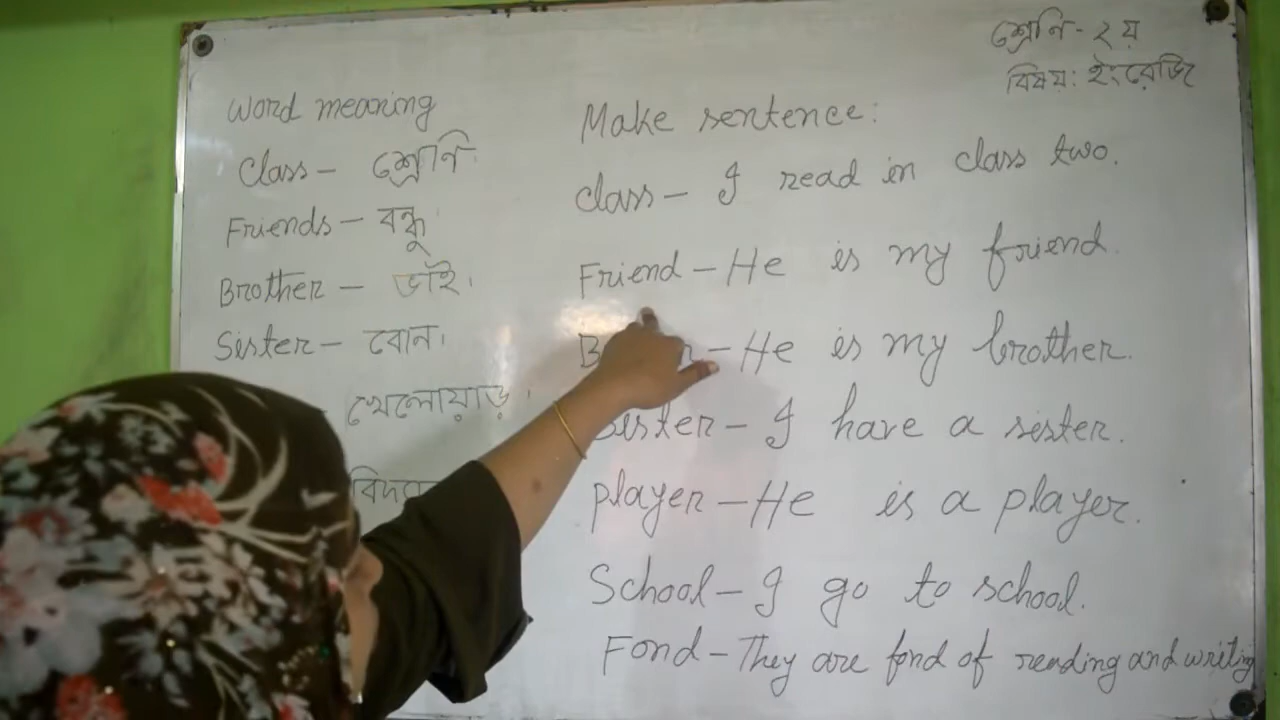 শ্রেণি - ২য়
বিষয়: ইংরেজি
Word meaning
Class – শ্রেণি.
Friends – বন্ধু.
Brother – ভাই।
Sister – বোন।
খেলোয়াড়।
Make sentence:
Class – I read in class two.
Friend – He is my friend.
– He is my brother.
Sister – I have a sister.
Player – He is a player.
School – I go to school.
Fond – They are fond of reading and writing